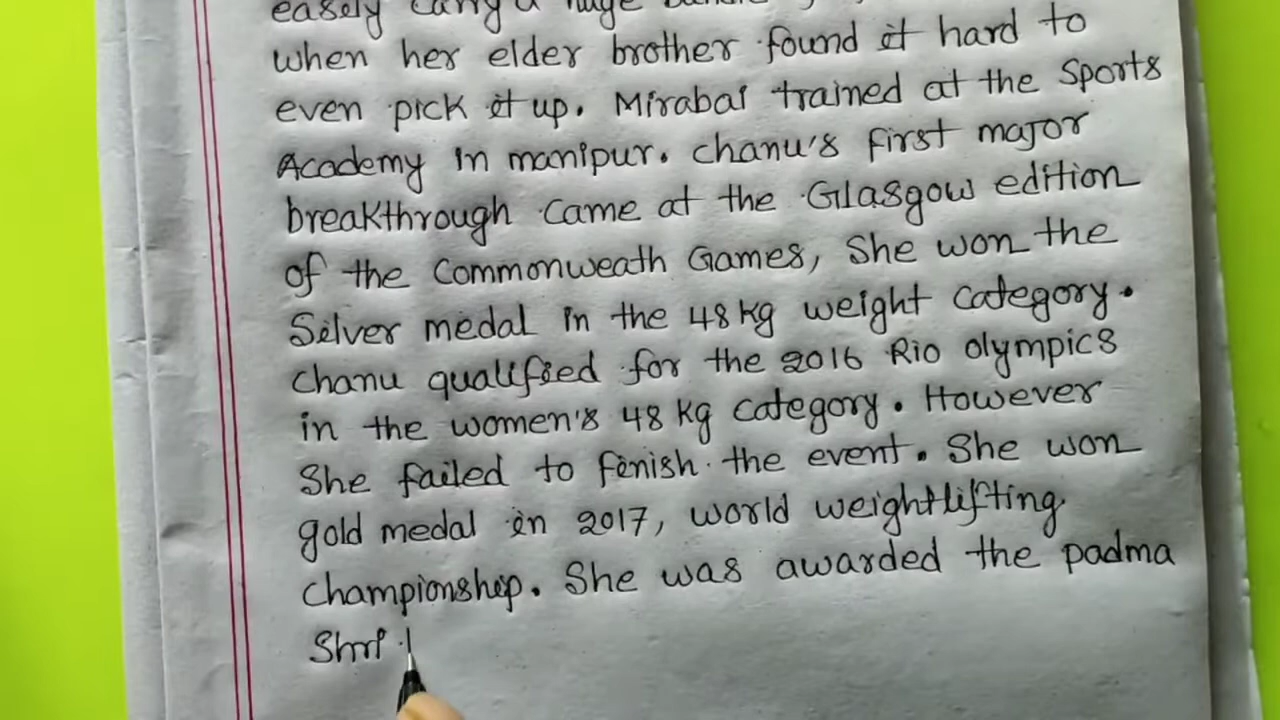 easely carry a huge
when her elder brother found it hard to
even pick it up. Mirabai trained at the Sports
Academy in manipur. Chanu's first major
breakthrough came at the Glasgow edition
of the Commonweath Games, She won the
Silver medal in the 48 kg weight category.
Chanu qualified for the 2016 Rio Olympics
in the women's 48 kg category. However
She failed to finish the event. She won
gold medal in 2017, world weightlifting
Championship. She was awarded the padma
Shri